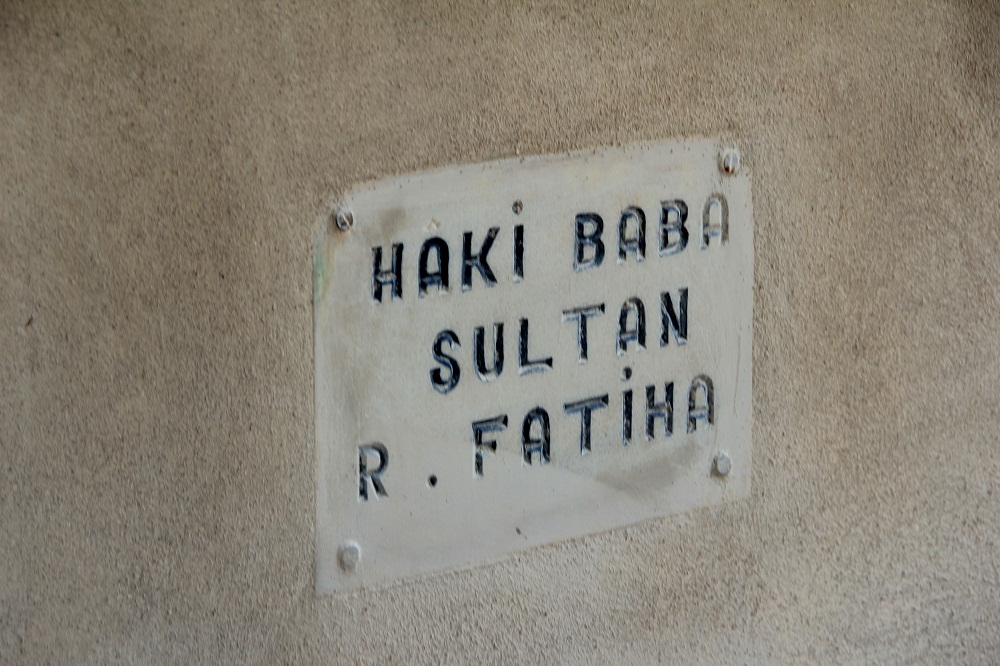 HAKİ BABA
SULTAN
R . FATİHA